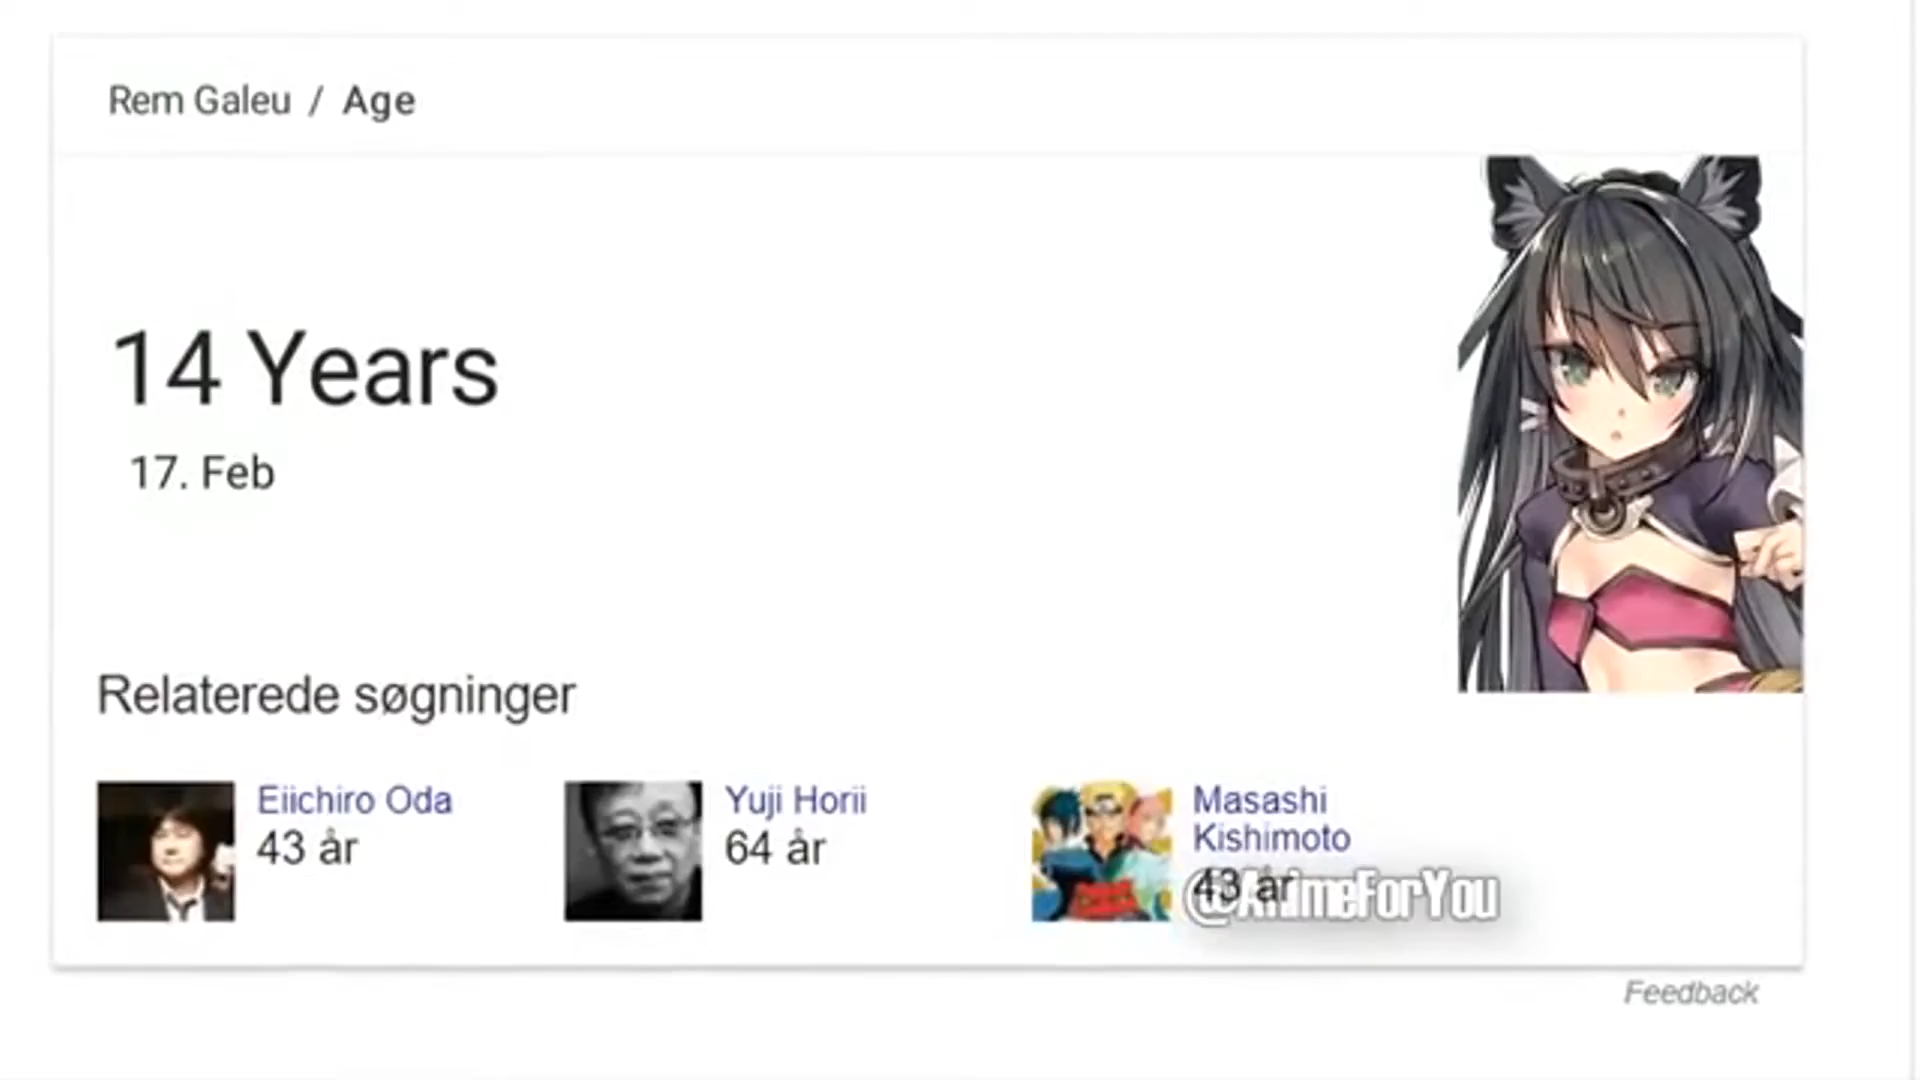 Rem Galeu / Age
14 Years
17. Feb
Relaterede søgninger
Eiichiro Oda
43 år
Yuji Horii
64 år
Masashi
Kishimoto
43 år
@AnimeForYou
Feedback